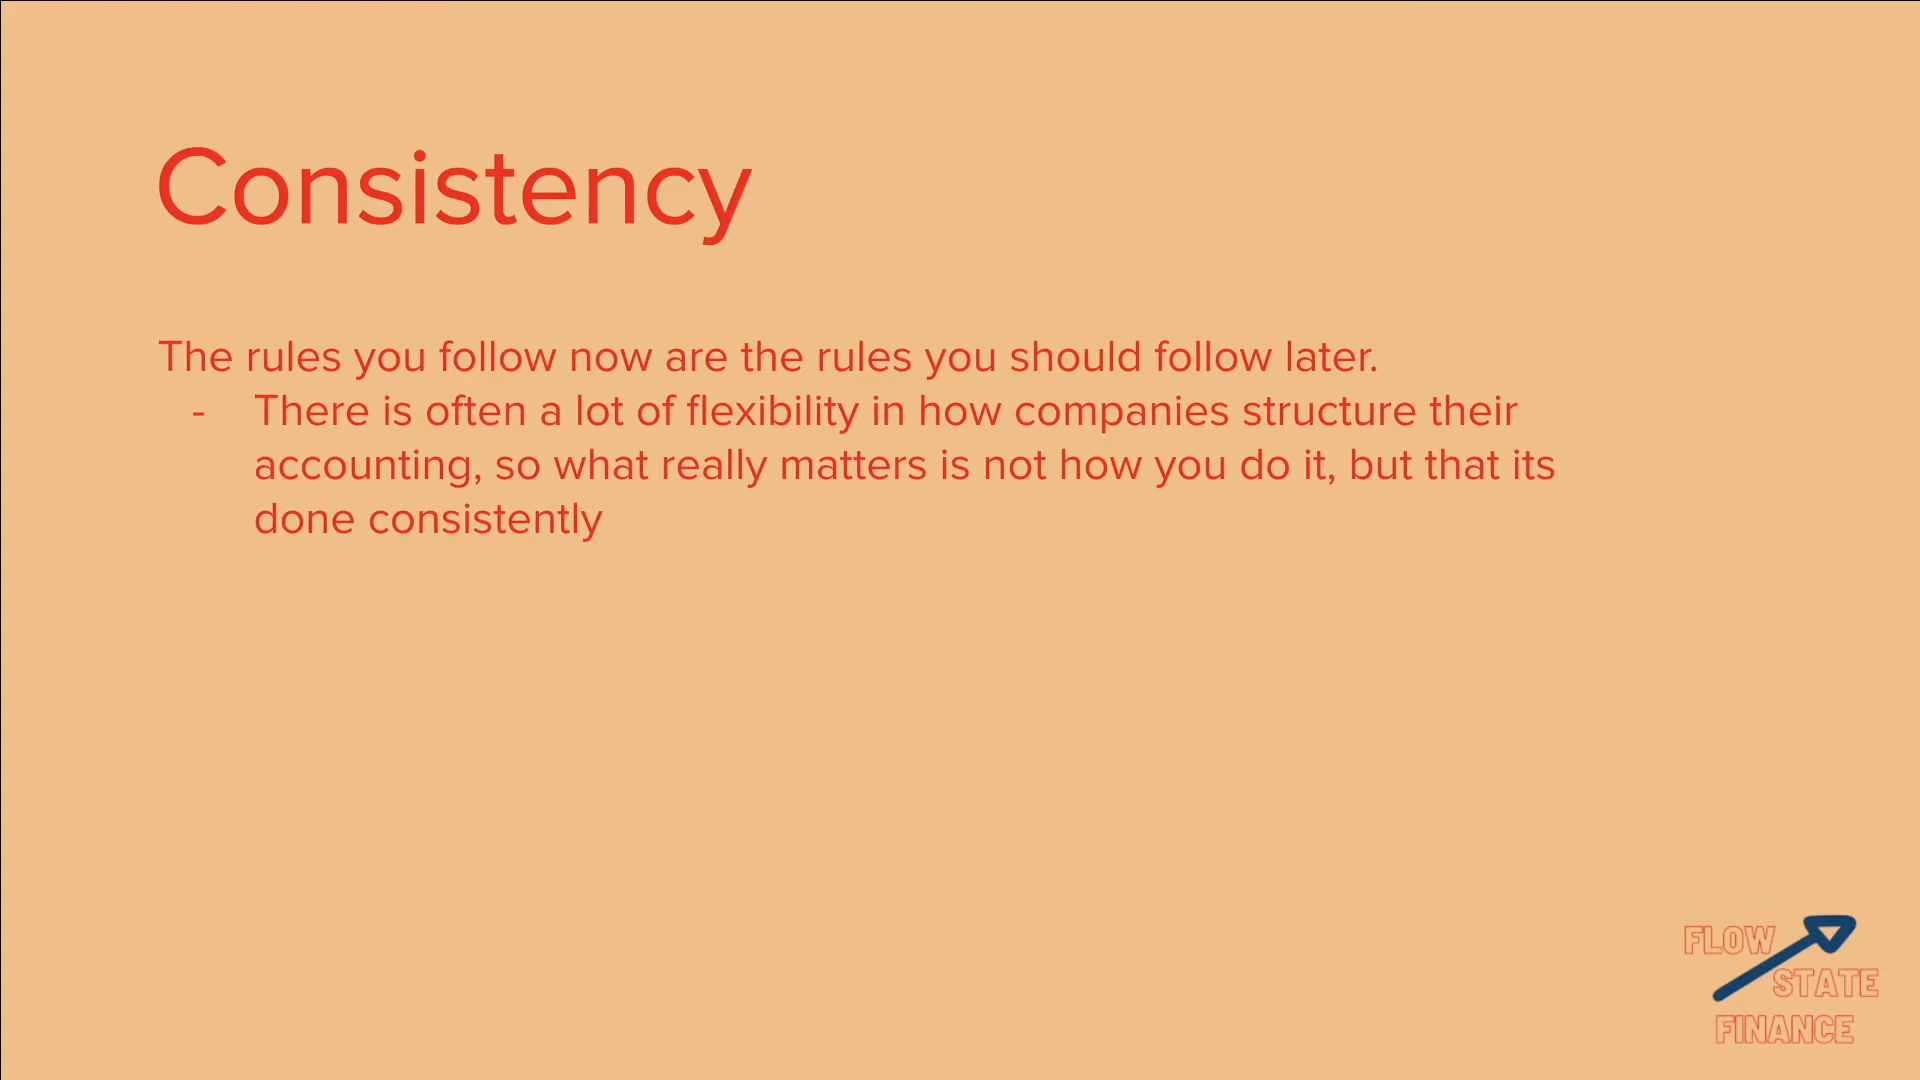 Consistency
The rules you follow now are the rules you should follow later.
- There is often a lot of flexibility in how companies structure their
accounting, so what really matters is not how you do it, but that its
done consistently
FLOW
STATE
FINANCE